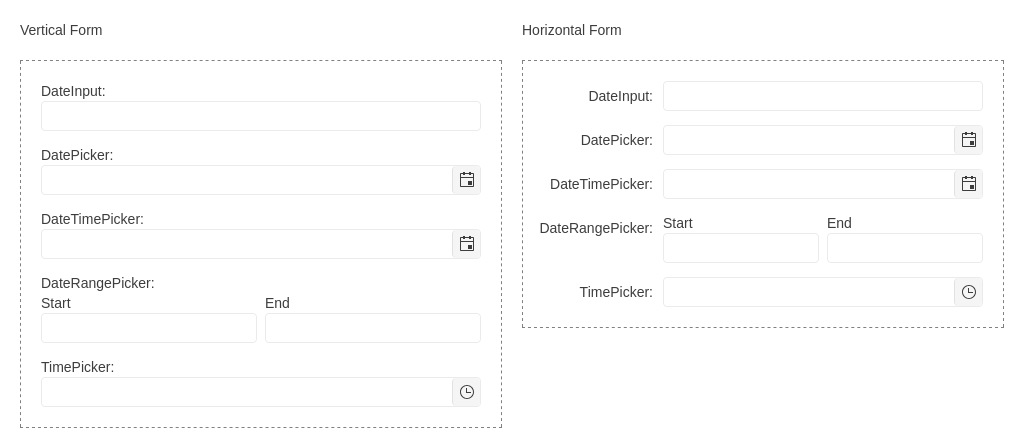 Vertical Form
DateInput:
DatePicker:
DateTimePicker:
DateRangePicker:
Start End
TimePicker:
Horizontal Form
DateInput:
DatePicker:
DateTimePicker:
DateRangePicker: Start End
TimePicker: